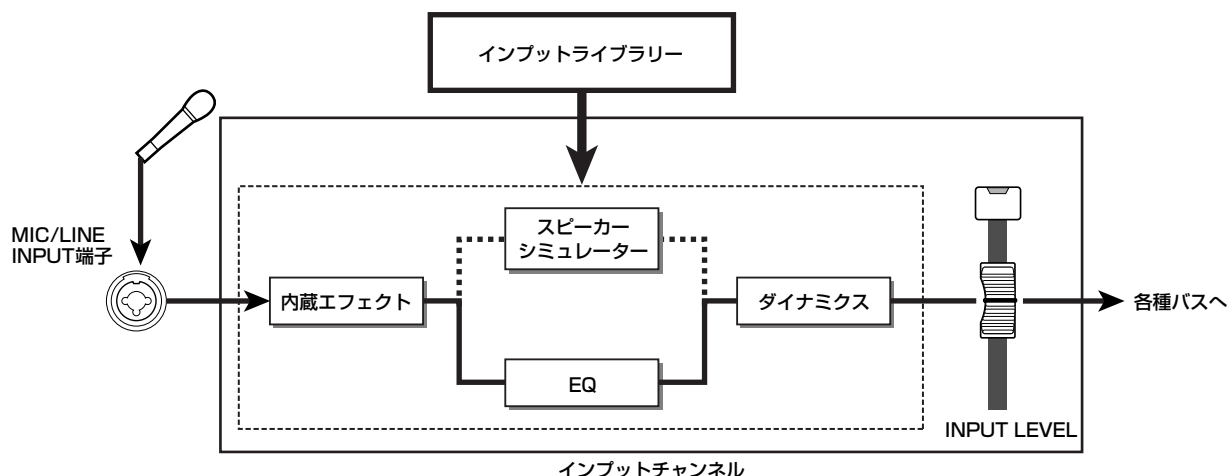 インプットライブラリー
MIC/LINE
INPUT端子
スピーカー
シミュレーター
内蔵エフェクト
ダイナミクス
各種バスへ
EQ
INPUT LEVEL
インプットチャンネル